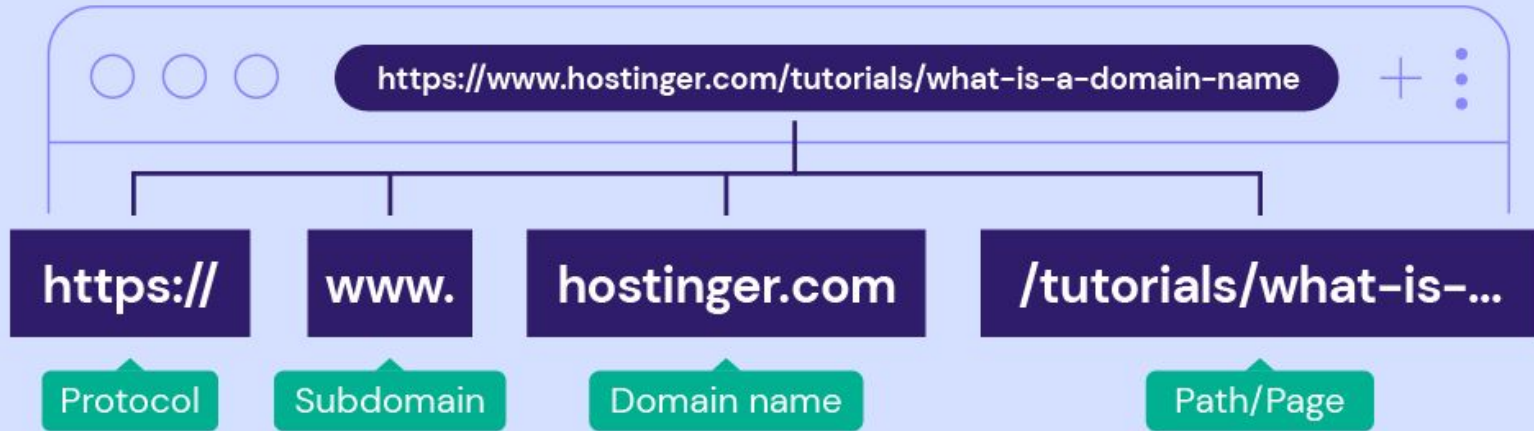 https://www.hostinger.com/tutorials/what-is-a-domain-name
https:// www. hostinger.com /tutorials/what-is-...
Protocol Subdomain Domain name Path/Page